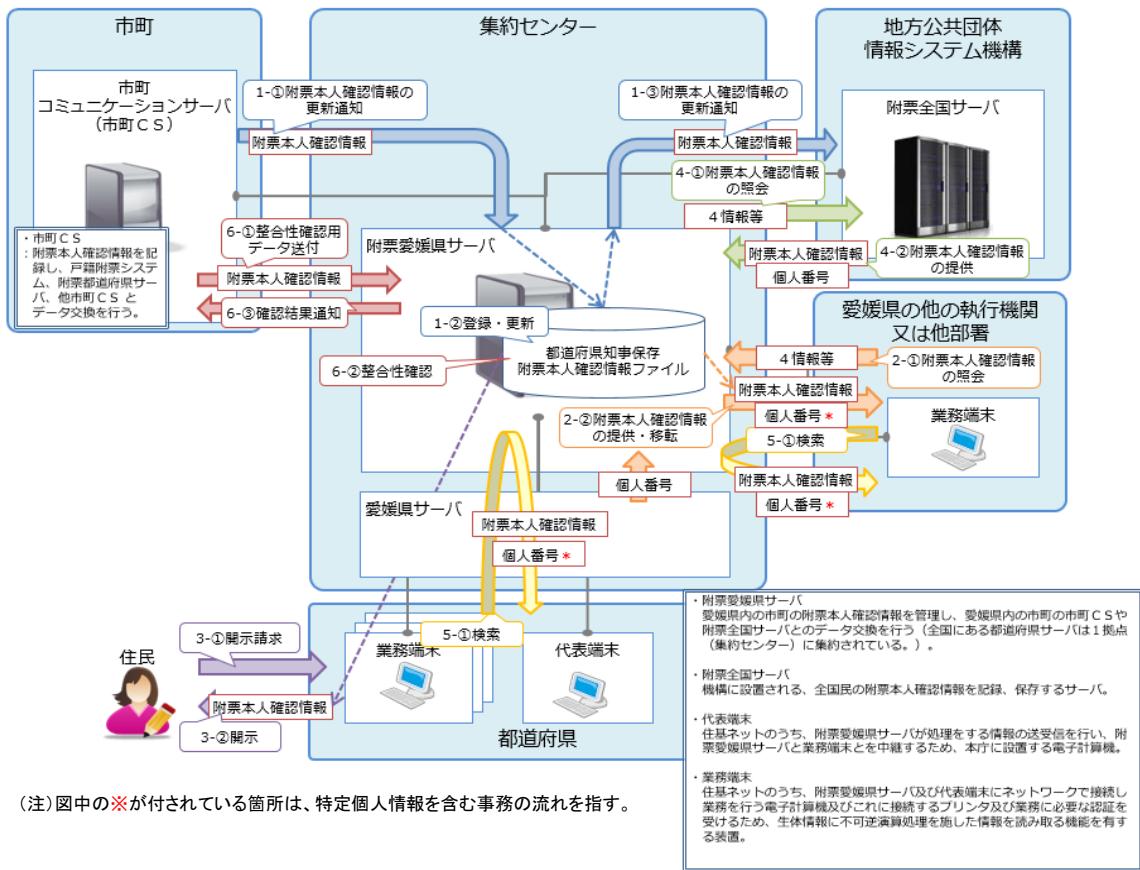 市町
集約センター
地方公共団体
情報システム機構
市町
コミュニケーションサーバ
（市町ＣＳ）
1-①附票本人確認情報の
更新通知
附票本人確認情報
1-③附票本人確認情報の
更新通知
附票本人確認情報
附票全国サーバ
4-①附票本人確認情報
の照会
４情報等
附票本人確認情報
個人番号
4-②附票本人確認情報
の提供
・市町ＣＳ
：附票本人確認情報を記
録し、戸籍附票システ
ム、附票都道府県サー
バ、他市町ＣＳ と
データ交換を行う。
6-①整合性確認用
データ送付
附票本人確認情報
6-③確認結果通知
附票愛媛県サーバ
1-②登録・更新
6-②整合性確認
都道府県知事保存
附票本人確認情報ファイル
愛媛県の他の執行機関
又は他部署
４情報等
2-①附票本人確認情報
の照会
附票本人確認情報
個人番号＊
2-②附票本人確認情報
の提供・移転
業務端末
5-①検索
附票本人確認情報
個人番号＊
個人番号
愛媛県サーバ
附票本人確認情報
個人番号＊
5-①検索
業務端末
代表端末
都道府県
住民
3-①開示請求
附票本人確認情報
3-②開示
・附票愛媛県サーバ
愛媛県内の市町の附票本人確認情報を管理し、愛媛県内の市町の市町ＣＳや
附票全国サーバとのデータ交換を行う（全国にある都道府県サーバは１拠点
（集約センター）に集約されている。）。
・附票全国サーバ
機構に設置される、全国民の附票本人確認情報を記録、保存するサーバ。
・代表端末
住基ネットのうち、附票愛媛県サーバが処理をする情報の送受信を行い、附
票愛媛県サーバと業務端末とを中継するため、本庁に設置する電子計算機。
・業務端末
住基ネットのうち、附票愛媛県サーバ及び代表端末にネットワークで接続し
業務を行う電子計算機及びこれに接続するプリンタ及び業務に必要な認証を
受けるため、生体情報に不可逆演算処理を施した情報を読み取る機能を有す
る装置。
（注）図中の※が付されている箇所は、特定個人情報を含む事務の流れを指す。